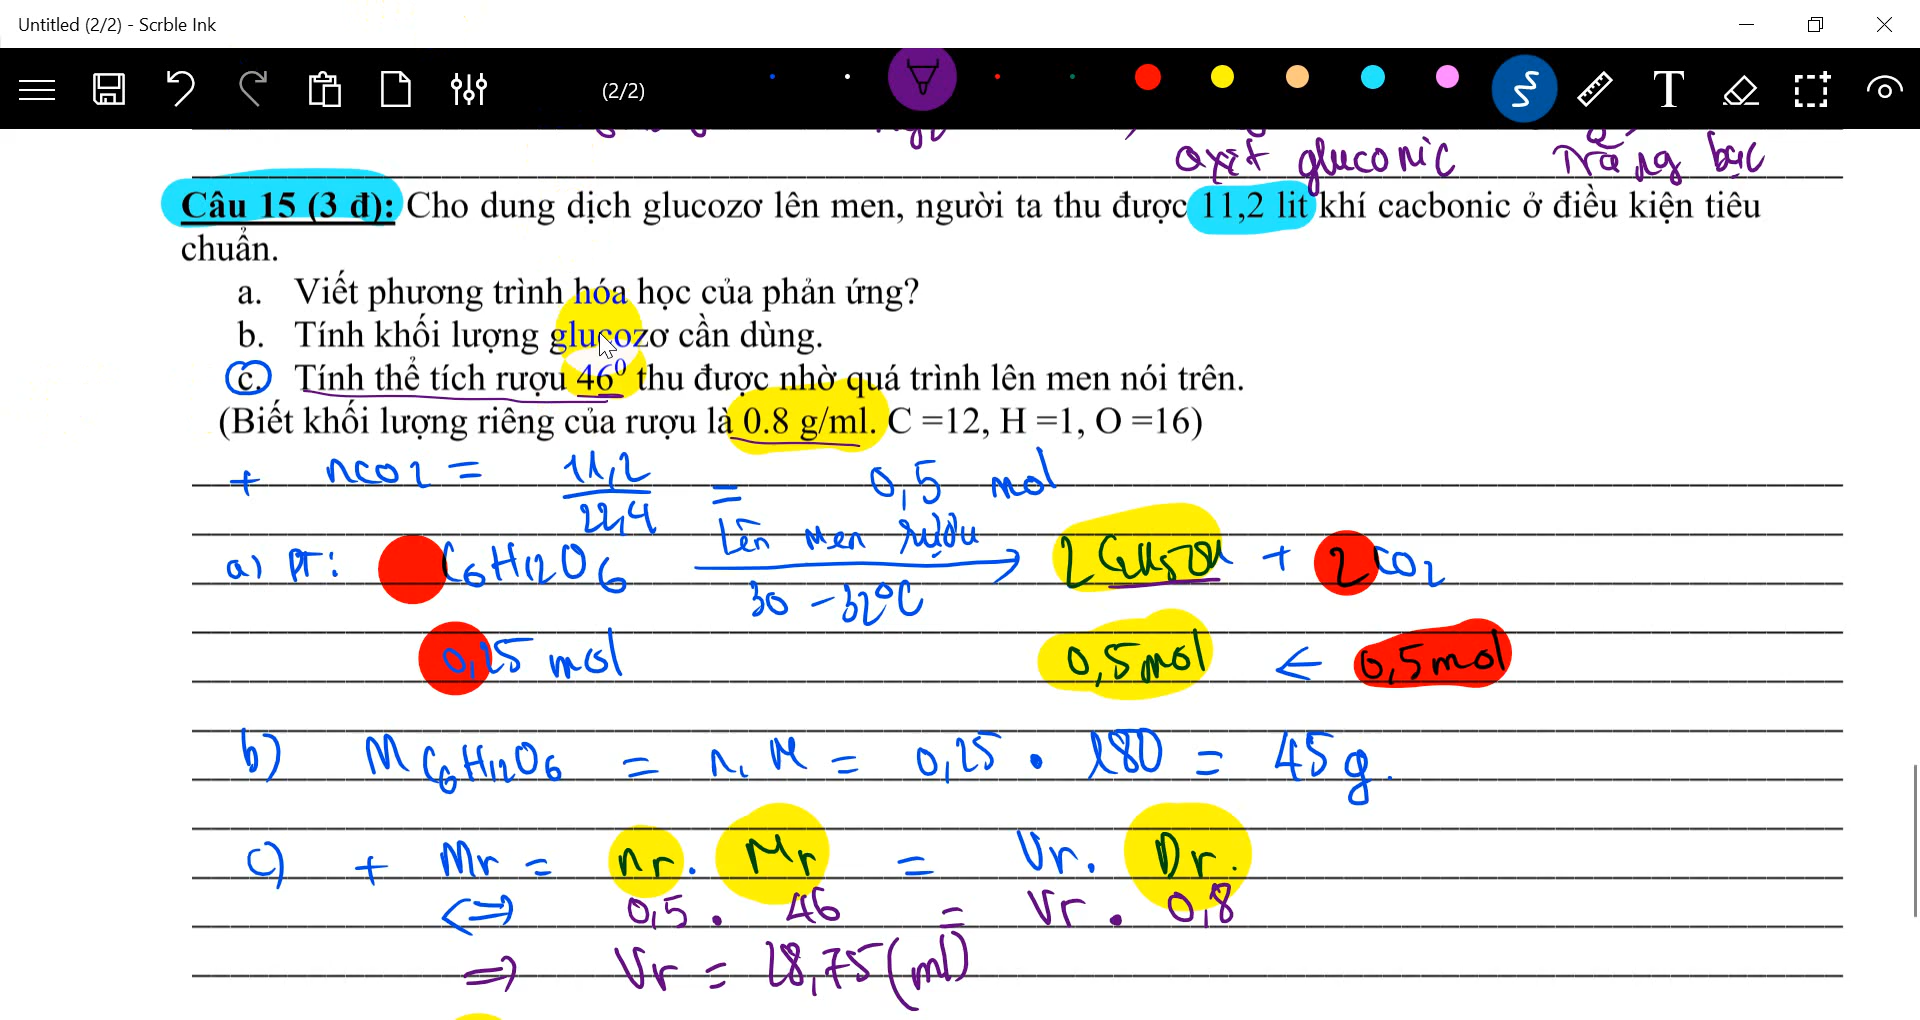 Untitled (2/2) - Scrble Ink
(2/2)
axit gluconic Tráng bạc
Câu 15 (3 đ): Cho dung dịch glucozơ lên men, người ta thu được 11,2 lit khí cacbonic ở điều kiện tiêu
chuẩn.
a. Viết phương trình hóa học của phản ứng?
b. Tính khối lượng glucozơ cần dùng.
c. Tính thể tích rượu 46⁰ thu được nhờ quá trình lên men nói trên.
(Biết khối lượng riêng của rượu là 0.8 g/ml. C =12, H =1, O =16)
+ nCO2 = 11,2 / 22,4 = 0,5 mol
a) PT: C6H12O6 Lên men rượu 30 - 32°C → 2C2H5OH + 2CO2
0,25 mol 0,5mol ← 0,5mol
b) M C6H12O6 = n. M = 0,25 . 180 = 45 g.
c) + Mr = nr. Mr = Vr. Dr.
⇔ 0,5 . 46 = Vr . 0,8
⇒ Vr = 28,75 (ml)